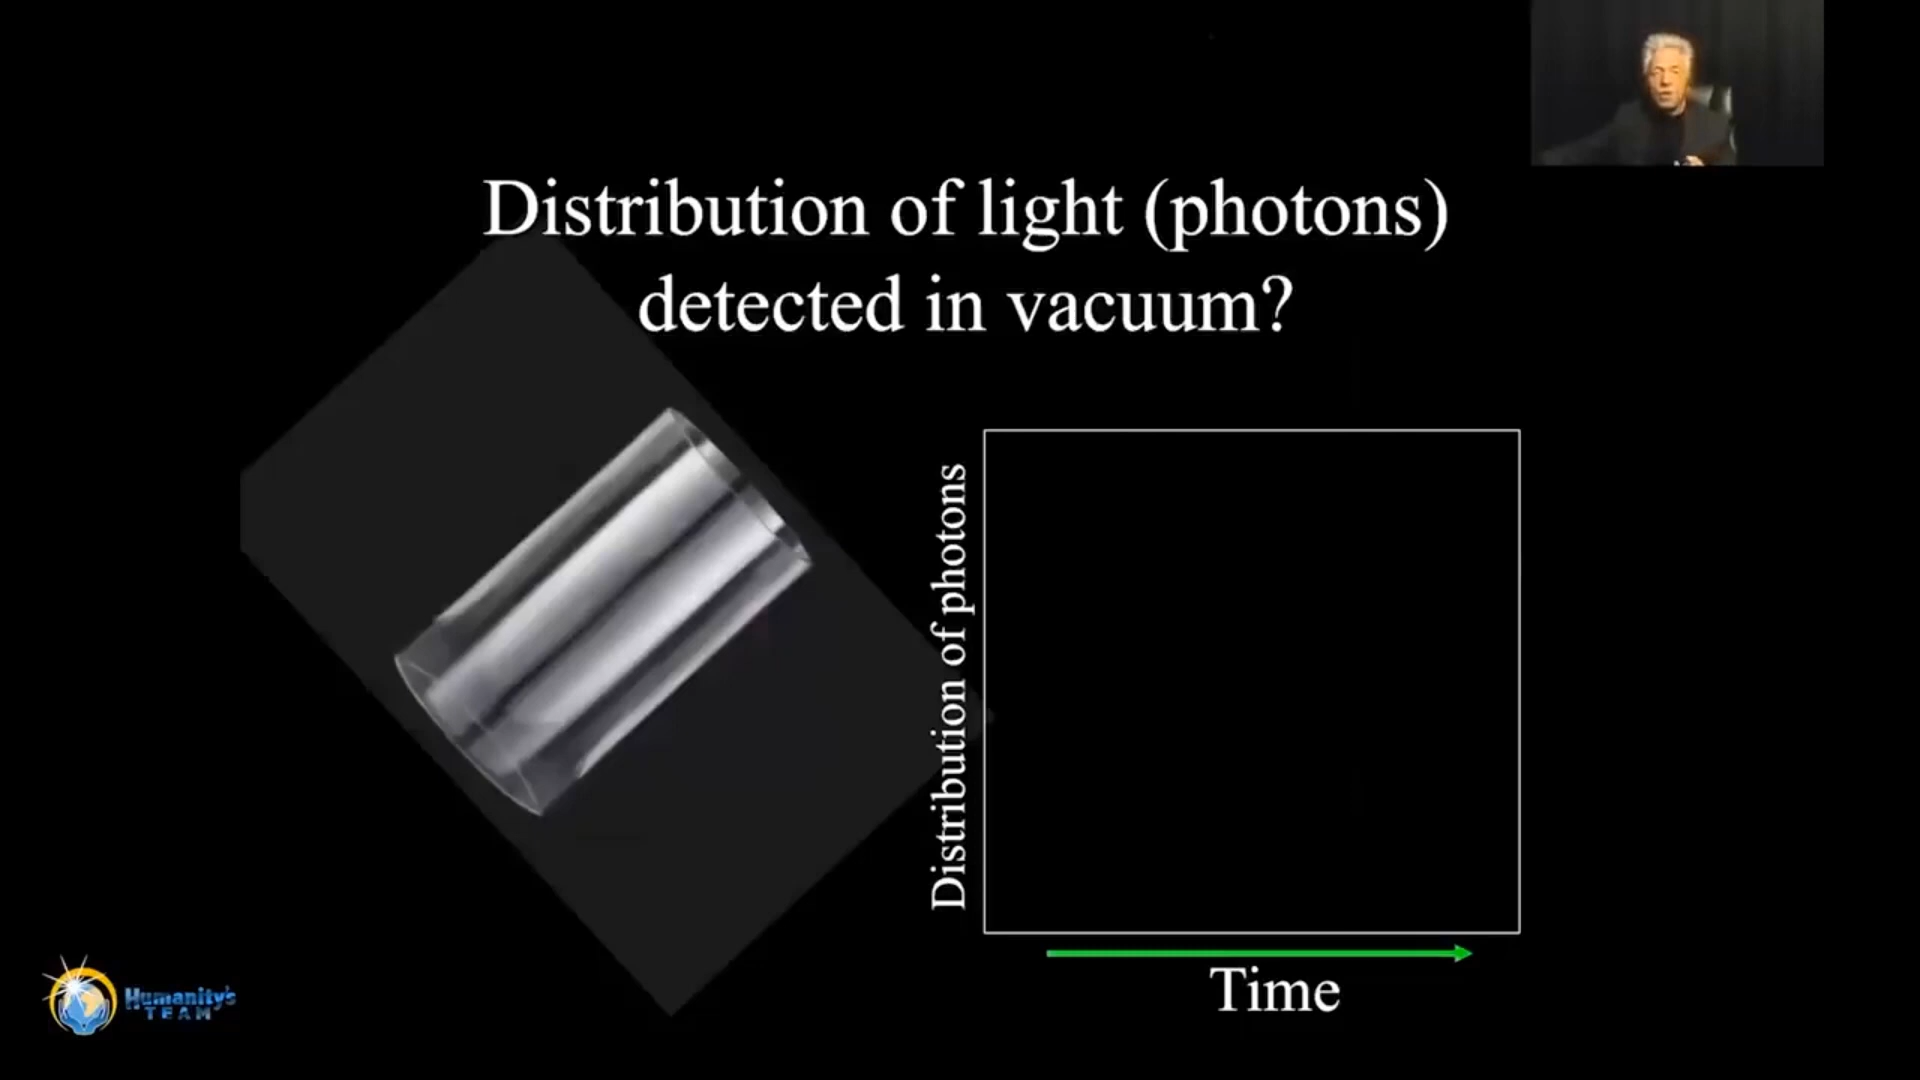 Distribution of light (photons)
detected in vacuum?
Distribution of photons
Time
Humanity's
TEAM